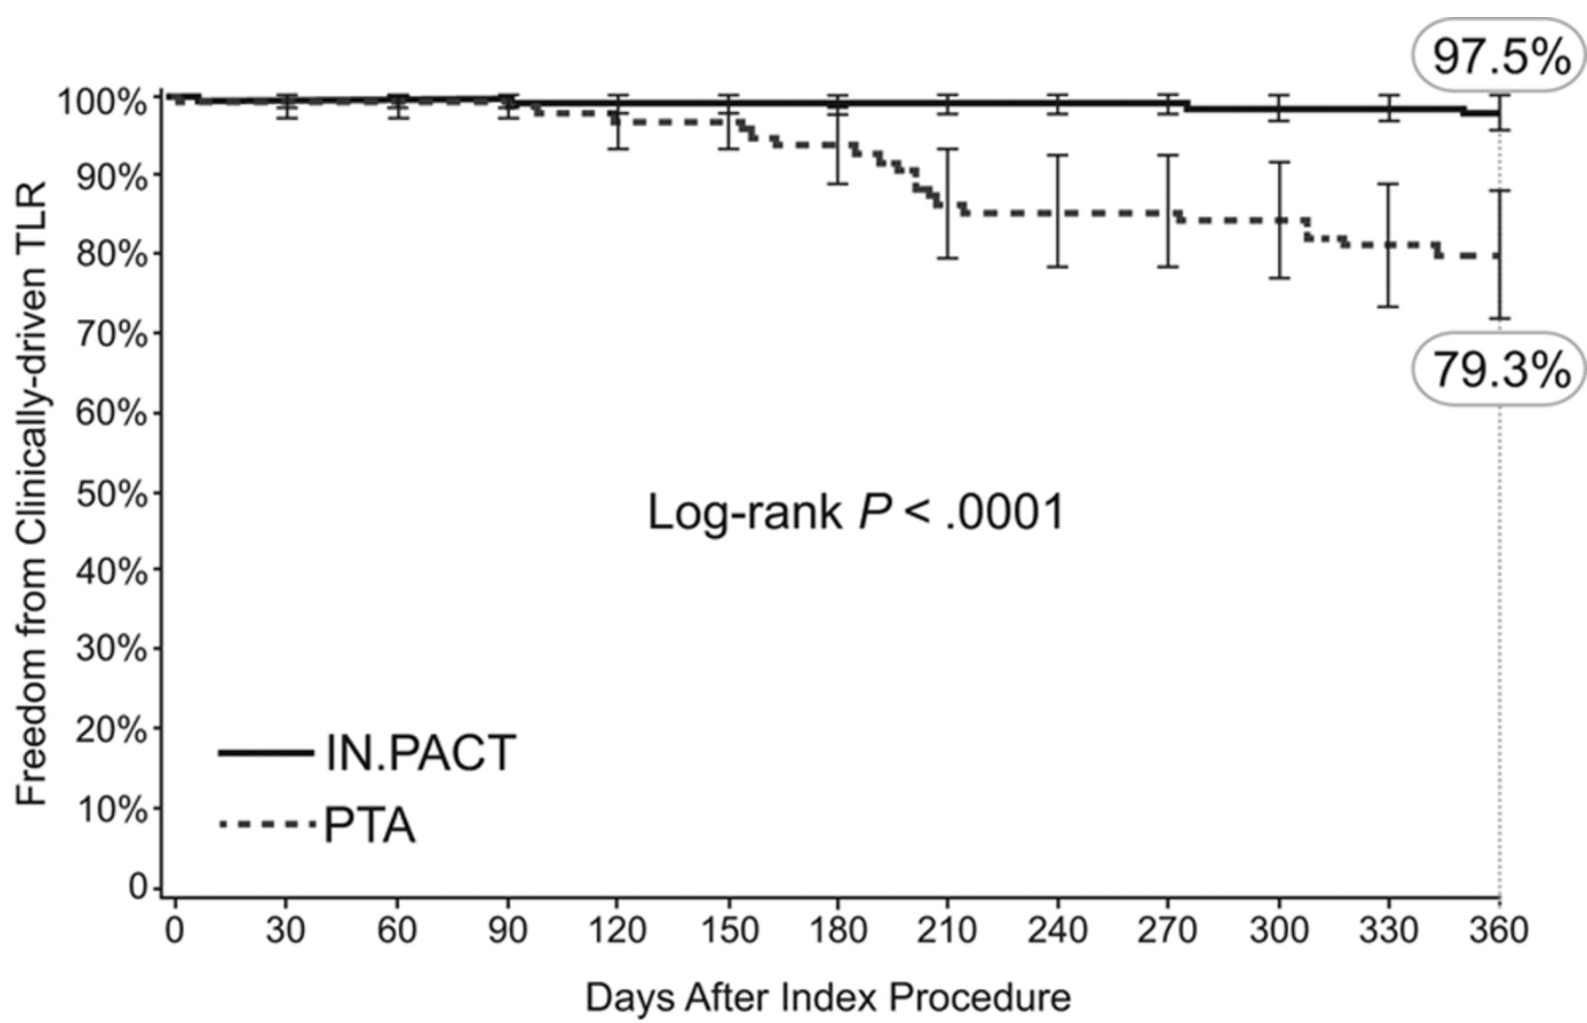 97.5%
100%
90%
80%
70%
79.3%
60%
50%
Log-rank P < .0001
40%
30%
20%
IN.PACT
10%
PTA
0
0 30 60 90 120 150 180 210 240 270 300 330 360
Days After Index Procedure
Freedom from Clinically-driven TLR